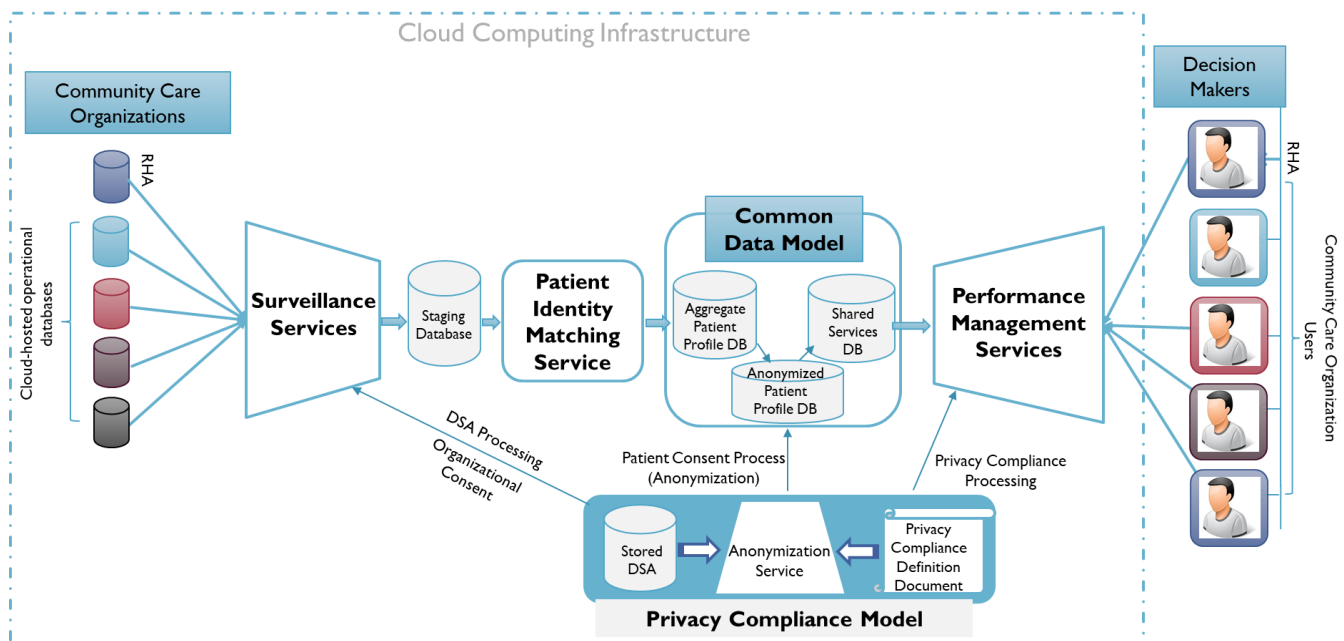 Cloud Computing Infrastructure
Community Care
Organizations
RHA
Cloud-hosted operational
databases
Surveillance
Services
Staging
Database
Patient
Identity
Matching
Service
Common
Data Model
Aggregate
Patient
Profile DB
Shared
Services
DB
Anonymized
Patient
Profile DB
Performance
Management
Services
Decision
Makers
RHA
Community Care Organization
Users
DSA Processing
Organizational
Consent
Patient Consent Process
(Anonymization)
Privacy Compliance
Processing
Stored
DSA
Anonymization
Service
Privacy
Compliance
Definition
Document
Privacy Compliance Model